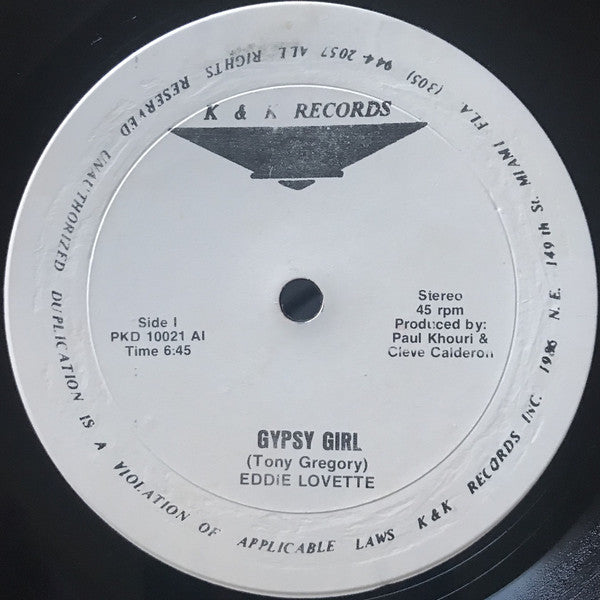 K & K RECORDS
Side I
PKD 10021 AI
Time 6:45
Stereo
45 rpm
Produced by:
Paul Khouri &
Cleve Calderon
GYPSY GIRL
(Tony Gregory)
EDDIE LOVETTE
ALL RIGHTS RESERVED UNAUTHORIZED DUPLICATION IS A VIOLATION OF APPLICABLE LAWS K&K RECORDS INC. N. E. 149th St. MIAMI FLA (305) 944-2057